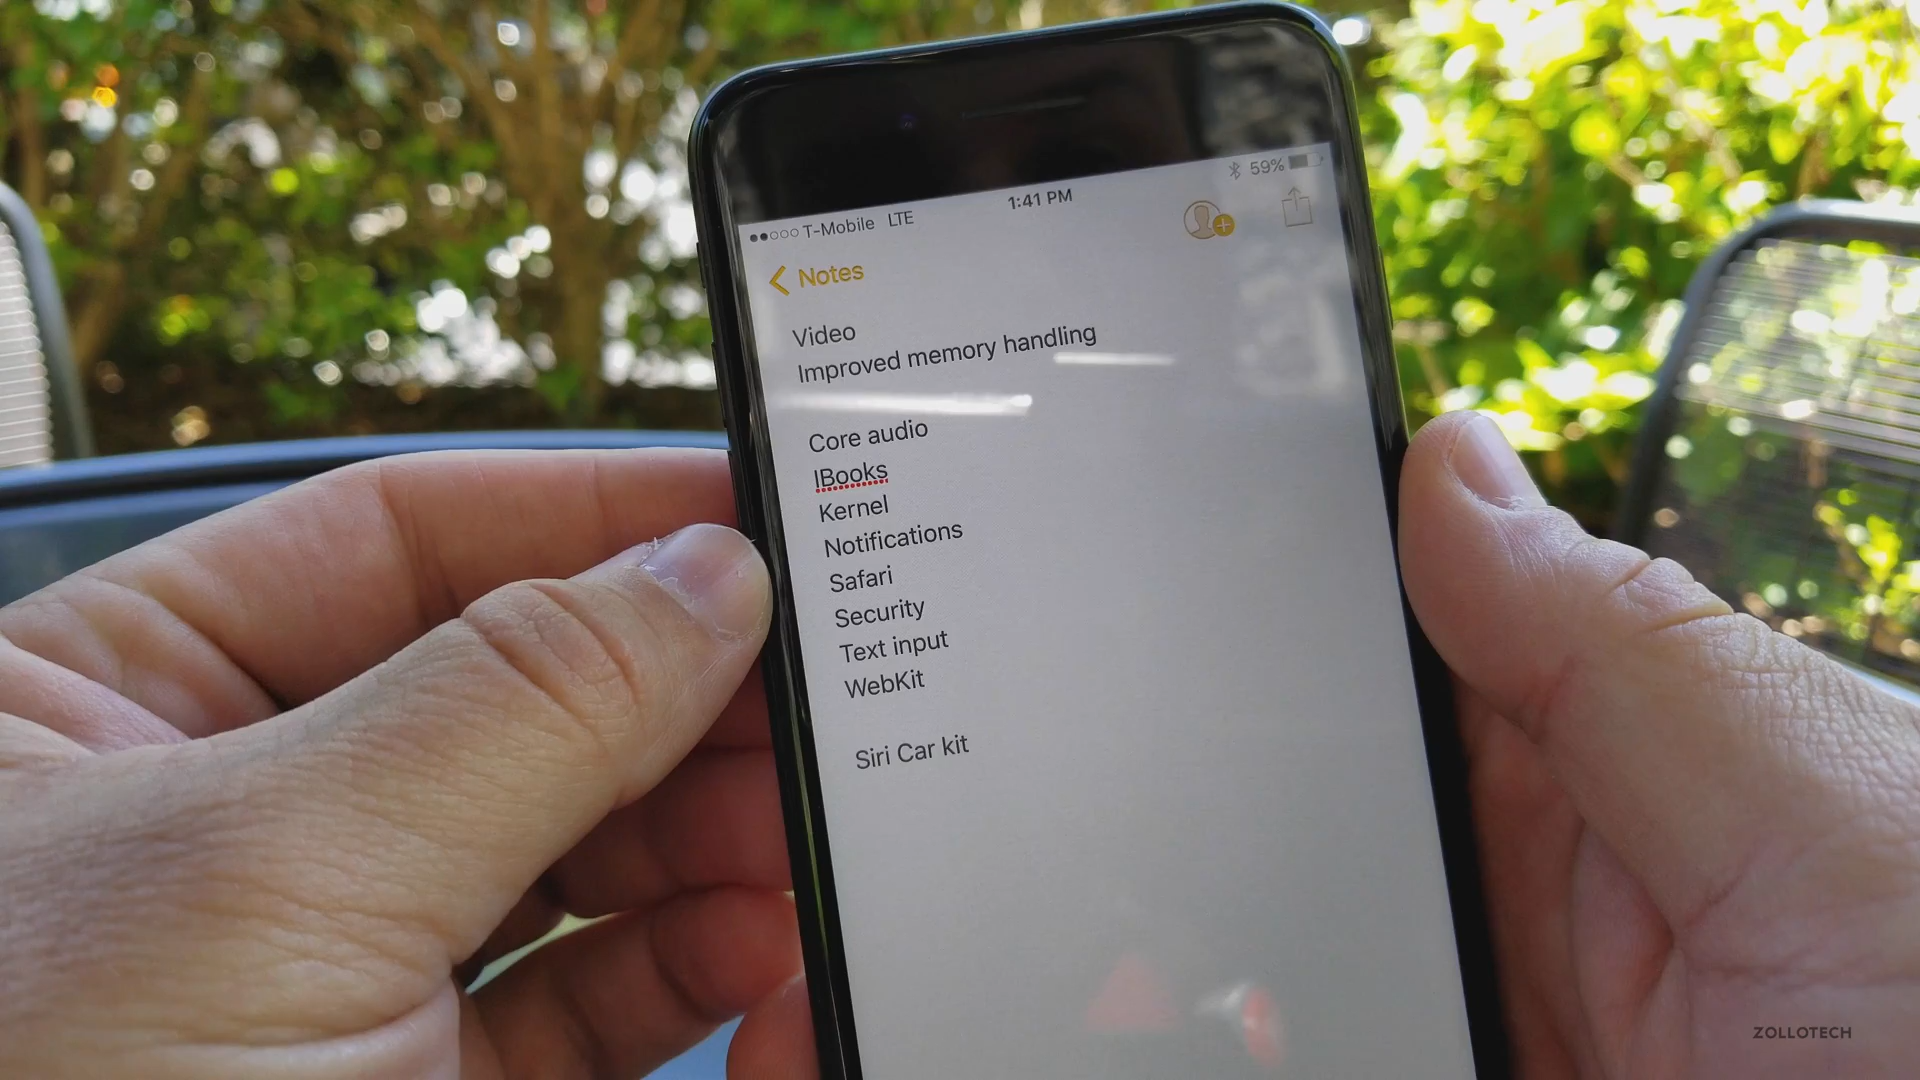 ●●○○○ T-Mobile LTE 1:41 PM 59%
Notes
Video
Improved memory handling
Core audio
IBooks
Kernel
Notifications
Safari
Security
Text input
WebKit
Siri Car kit
ZOLLOTECH